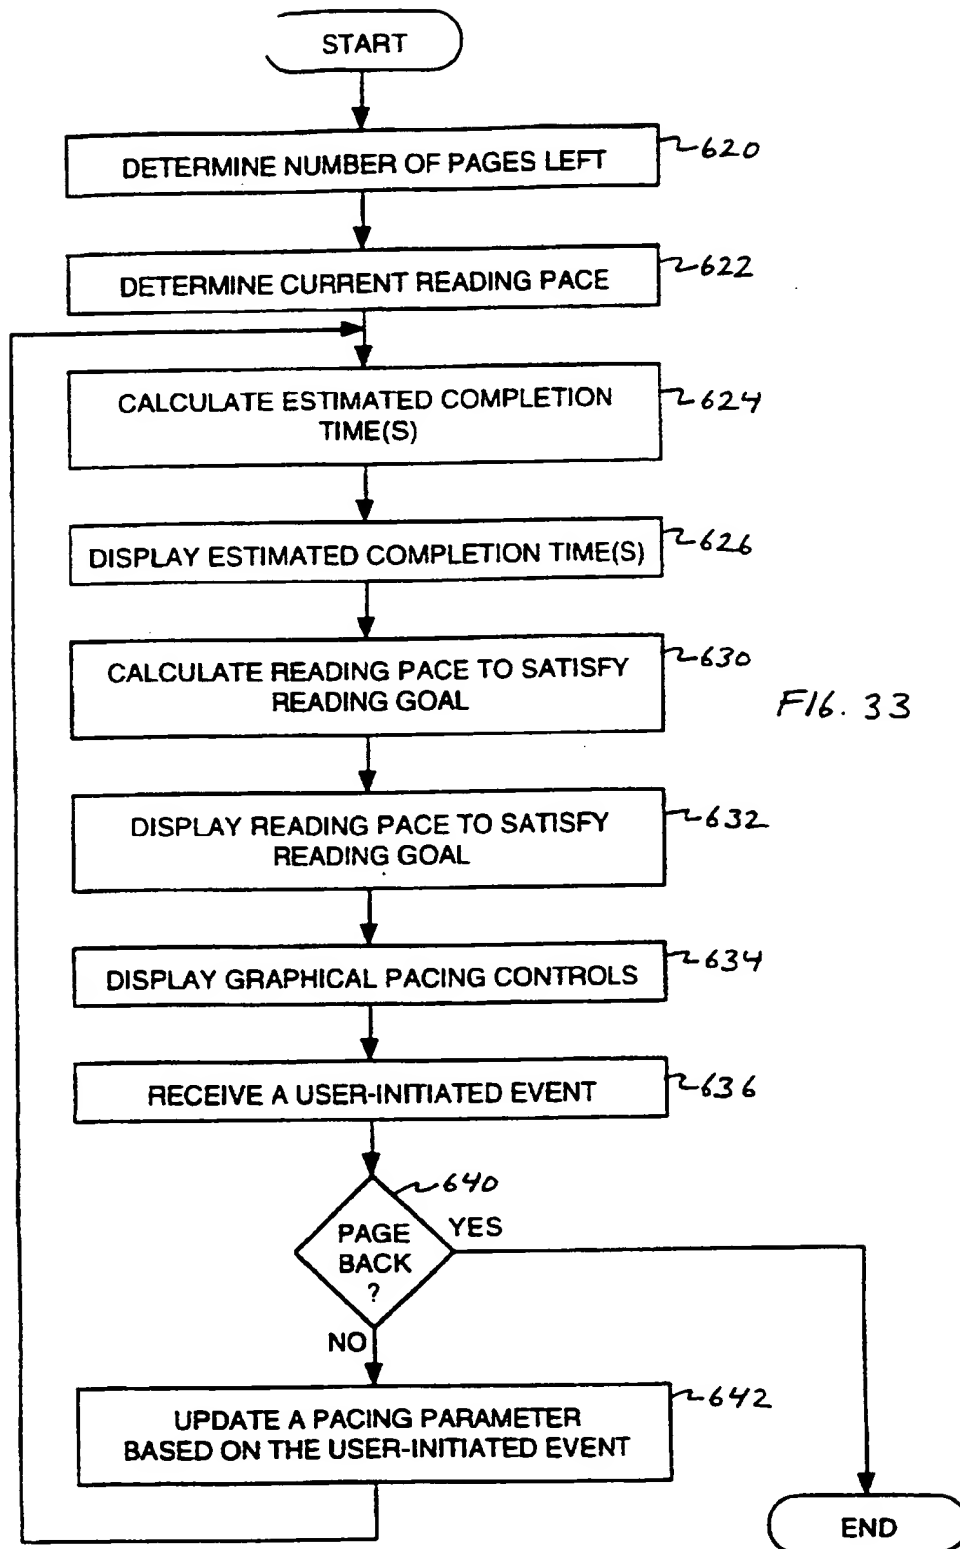 START
DETERMINE NUMBER OF PAGES LEFT
620
DETERMINE CURRENT READING PACE
622
CALCULATE ESTIMATED COMPLETION
TIME(S)
624
DISPLAY ESTIMATED COMPLETION TIME(S)
626
CALCULATE READING PACE TO SATISFY
READING GOAL
630
FIG. 33
DISPLAY READING PACE TO SATISFY
READING GOAL
632
DISPLAY GRAPHICAL PACING CONTROLS
634
RECEIVE A USER-INITIATED EVENT
636
640
PAGE
BACK
?
YES
NO
UPDATE A PACING PARAMETER
BASED ON THE USER-INITIATED EVENT
642
END